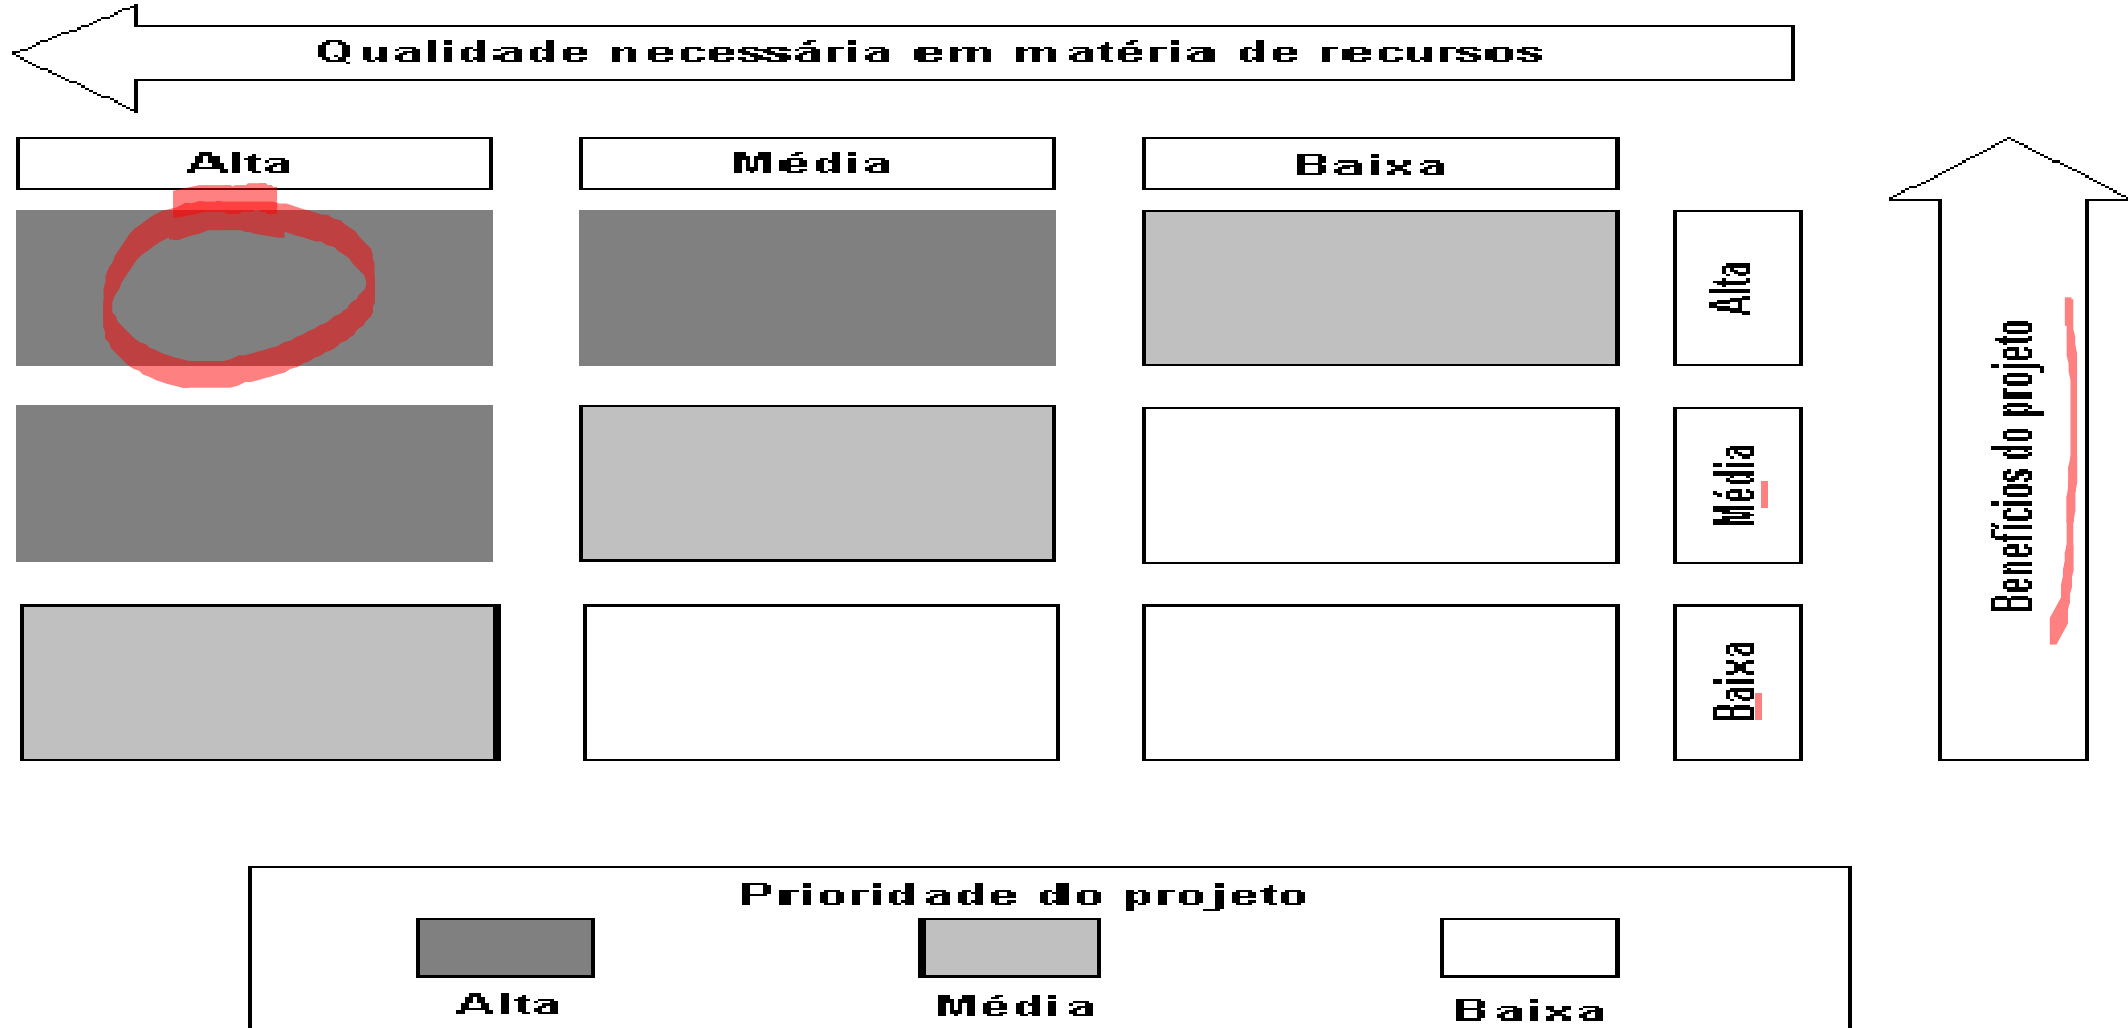 Qualidade necessária em matéria de recursos
Alta Média Baixa
Alta
Média
Baixa
Benefícios do projeto
Prioridade do projeto
Alta Média Baixa